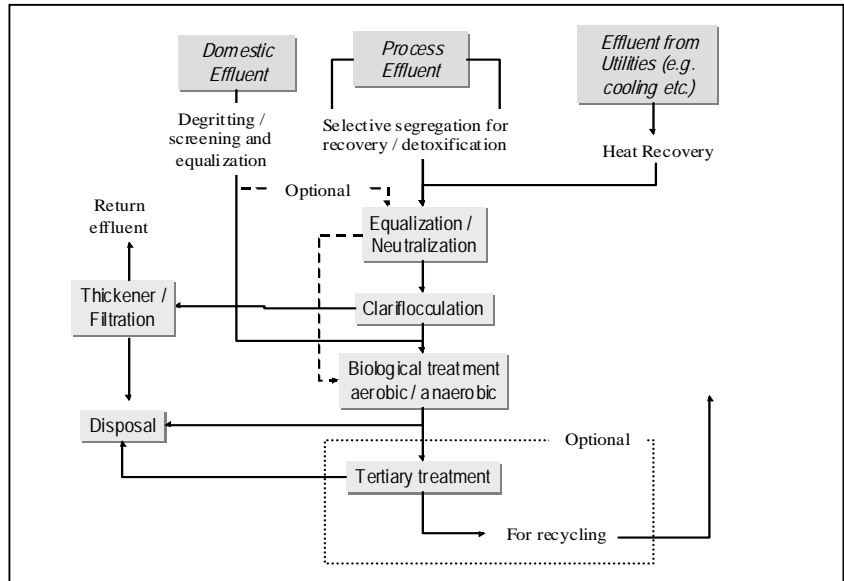 Domestic
Effluent
Process
Effluent
Effluent from
Utilities (e.g.
cooling etc.)
Degritting /
screening and
equalization
Selective segregation for
recovery / detoxification
Heat Recovery
Optional
Return
effluent
Equalization /
Neutralization
Thickener /
Filtration
Clariflocculation
Biological treatment
aerobic / anaerobic
Disposal
Optional
Tertiary treatment
For recycling